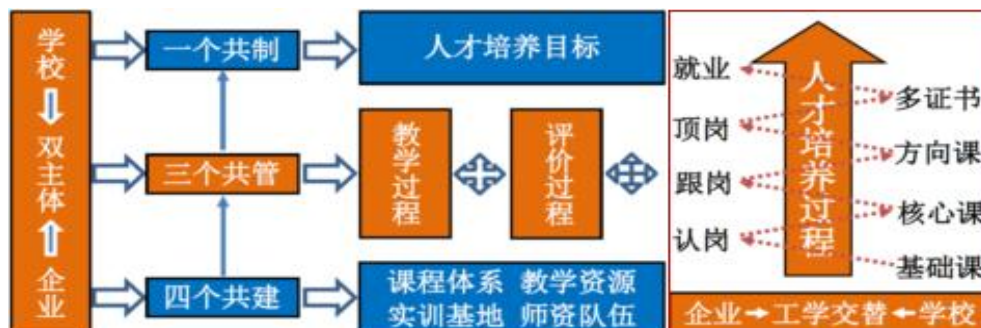 学校
双主体
企业
一个共制
人才培养目标
三个共管
教学过程
评价过程
四个共建
课程体系 教学资源
实训基地 师资队伍
人才培养过程
就业
多证书
顶岗
方向课
跟岗
核心课
认岗
基础课
企业→工学交替←学校